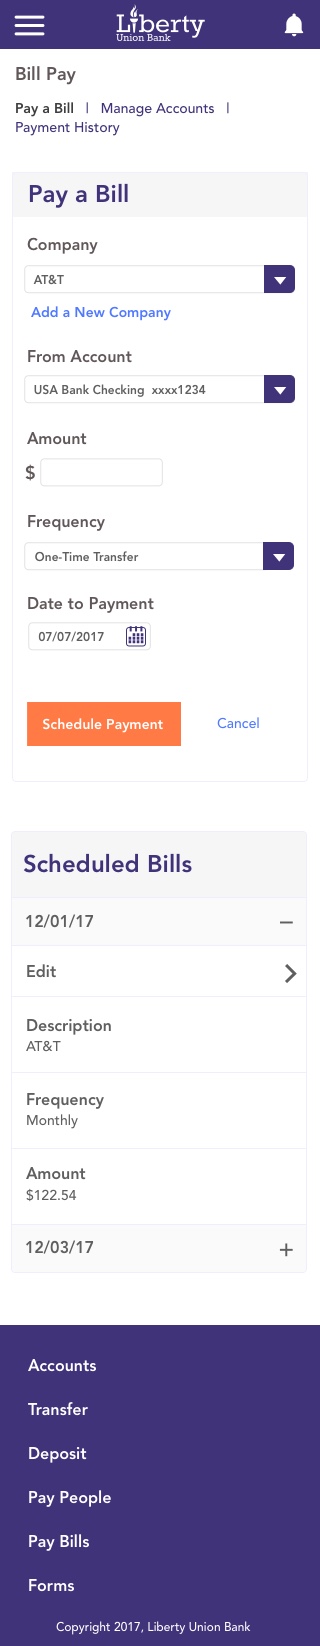 Liberty
Union Bank
Bill Pay
Pay a Bill | Manage Accounts |
Payment History
Pay a Bill
Company
AT&T
Add a New Company
From Account
USA Bank Checking xxxx1234
Amount
$
Frequency
One-Time Transfer
Date to Payment
07/07/2017
Schedule Payment Cancel
Scheduled Bills
12/01/17 −
Edit
Description
AT&T
Frequency
Monthly
Amount
$122.54
12/03/17 +
Accounts
Transfer
Deposit
Pay People
Pay Bills
Forms
Copyright 2017, Liberty Union Bank